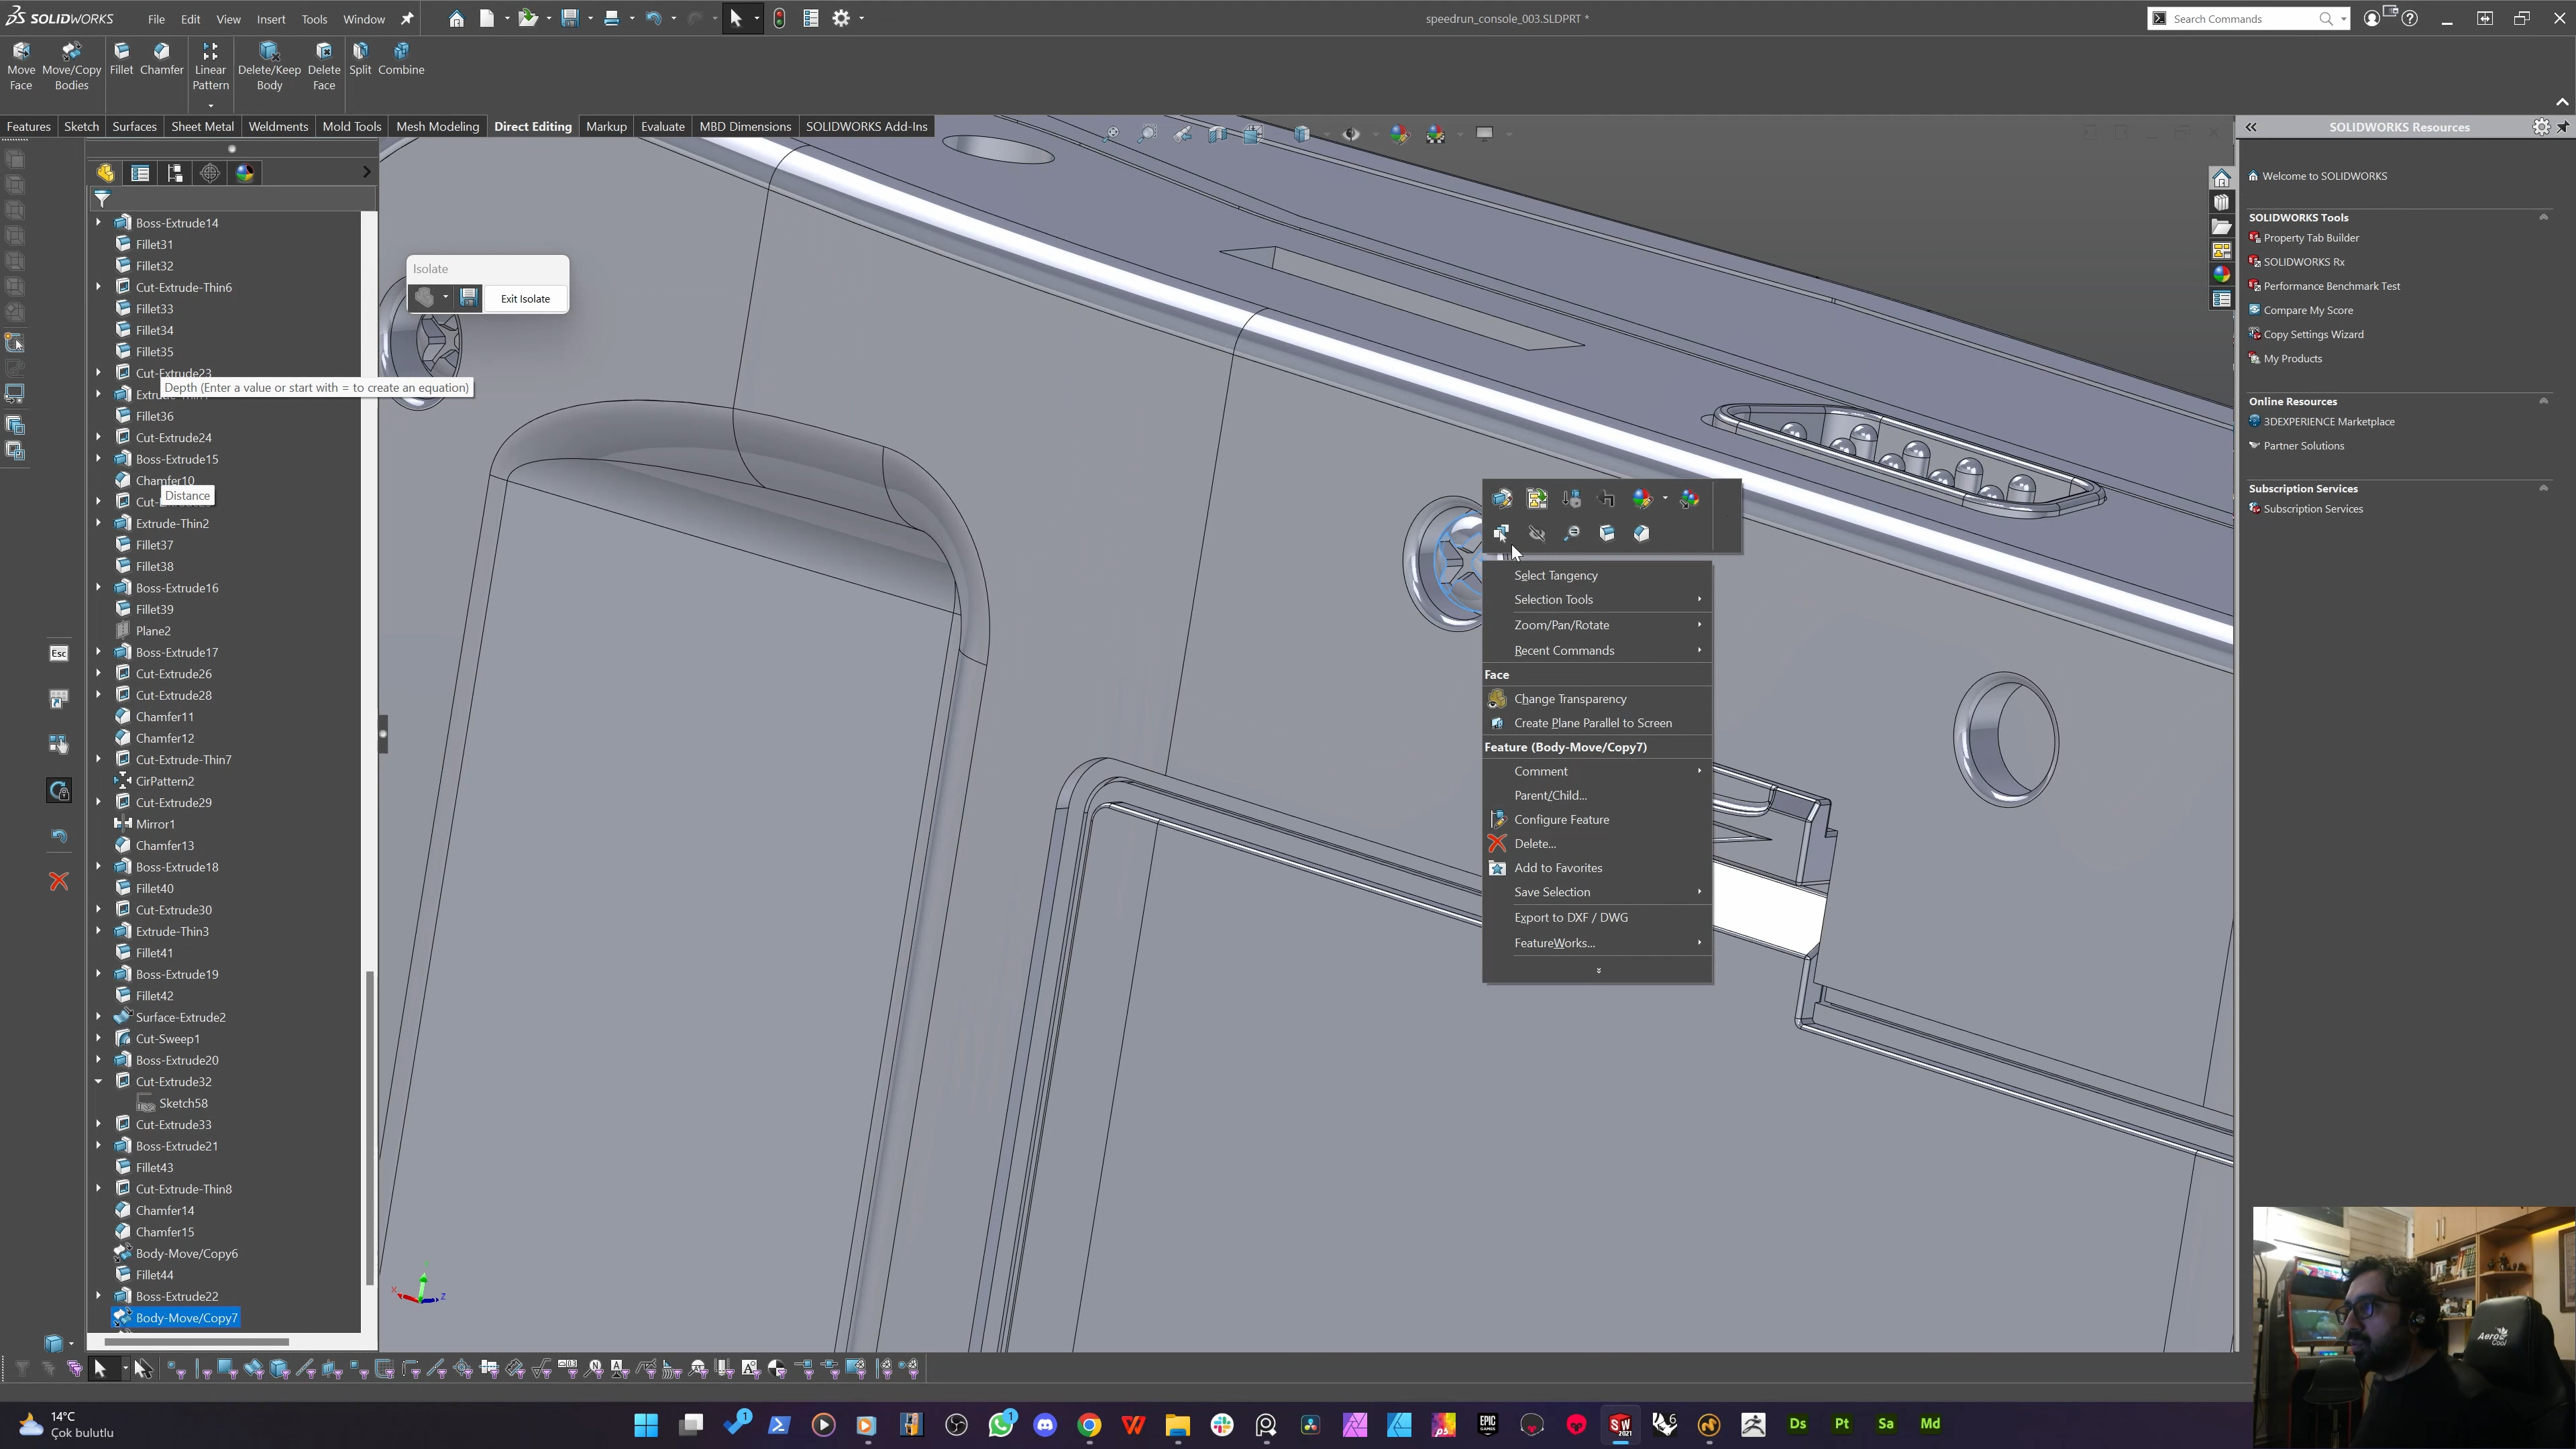 SOLIDWORKS
File Edit View Insert Tools Window
speedrun_console_003.SLDPRT *
Search Commands
Move Face
Move/Copy Bodies
Fillet
Chamfer
Linear Pattern
Delete/Keep Body
Delete Face
Split
Combine
Features Sketch Surfaces Sheet Metal Weldments Mold Tools Mesh Modeling Direct Editing Markup Evaluate MBD Dimensions SOLIDWORKS Add-Ins
Boss-Extrude14
Fillet31
Fillet32
Cut-Extrude-Thin6
Fillet33
Fillet34
Fillet35
Cut-Extrude23
Depth (Enter a value or start with = to create an equation)
Fillet36
Cut-Extrude24
Boss-Extrude15
Chamfer10
Distance
Extrude-Thin2
Fillet37
Fillet38
Boss-Extrude16
Fillet39
Plane2
Boss-Extrude17
Cut-Extrude26
Cut-Extrude28
Chamfer11
Chamfer12
Cut-Extrude-Thin7
CirPattern2
Cut-Extrude29
Mirror1
Chamfer13
Boss-Extrude18
Fillet40
Cut-Extrude30
Extrude-Thin3
Fillet41
Boss-Extrude19
Fillet42
Surface-Extrude2
Cut-Sweep1
Boss-Extrude20
Cut-Extrude32
Sketch58
Cut-Extrude33
Boss-Extrude21
Fillet43
Cut-Extrude-Thin8
Chamfer14
Chamfer15
Body-Move/Copy6
Fillet44
Boss-Extrude22
Body-Move/Copy7
Esc
Isolate
Exit Isolate
Select Tangency
Selection Tools
Zoom/Pan/Rotate
Recent Commands
Face
Change Transparency
Create Plane Parallel to Screen
Feature (Body-Move/Copy7)
Comment
Parent/Child...
Configure Feature
Delete...
Add to Favorites
Save Selection
Export to DXF / DWG
FeatureWorks...
SOLIDWORKS Resources
Welcome to SOLIDWORKS
SOLIDWORKS Tools
Property Tab Builder
SOLIDWORKS Rx
Performance Benchmark Test
Compare My Score
Copy Settings Wizard
My Products
Online Resources
3DEXPERIENCE Marketplace
Partner Solutions
Subscription Services
Subscription Services
Aero
Cool
14°C
Çok bulutlu
1
1
EPIC GAMES
SW
2021
6
Ds
Pt
Sa
Md